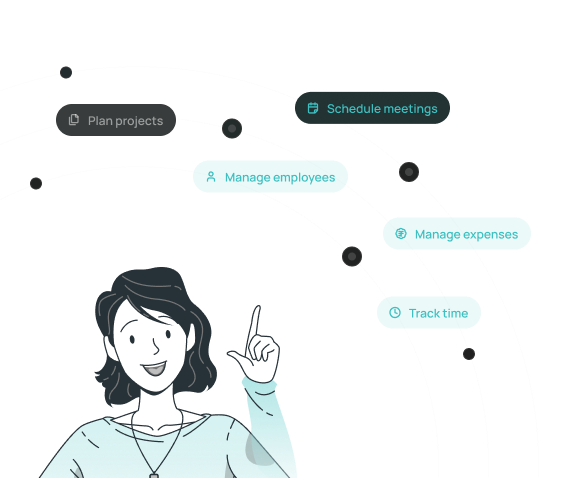 Schedule meetings
Plan projects
Manage employees
Manage expenses
Track time